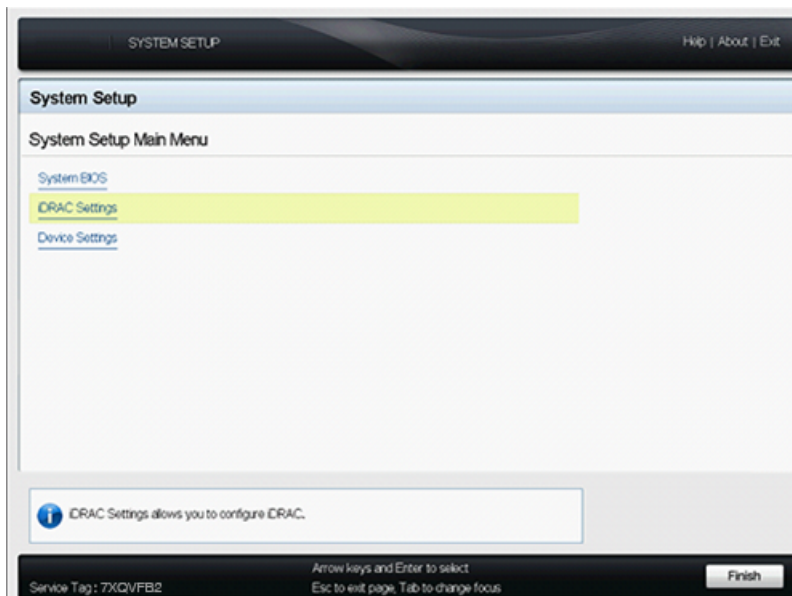 SYSTEM SETUP
Help | About | Exit
System Setup
System Setup Main Menu
System BIOS
iDRAC Settings
Device Settings
iDRAC Settings allows you to configure iDRAC.
Arrow keys and Enter to select
Service Tag : 7XQVFB2
Esc to exit page, Tab to change focus
Finish